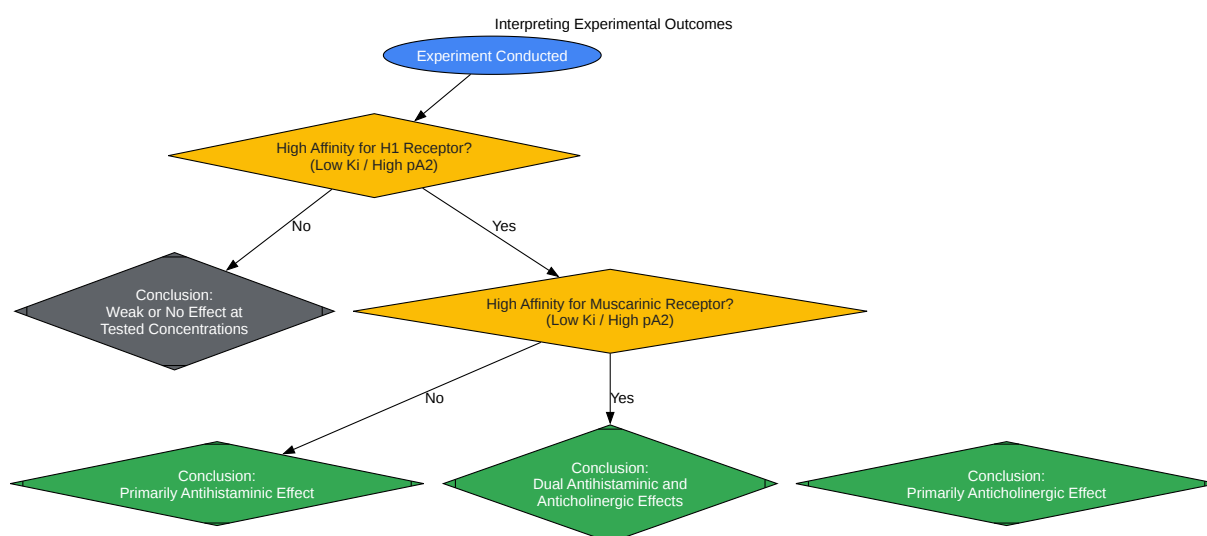 Interpreting Experimental Outcomes
Experiment Conducted
High Affinity for H1 Receptor?
(Low Ki / High pA2)
No
Yes
Conclusion:
Weak or No Effect at
Tested Concentrations
High Affinity for Muscarinic Receptor?
(Low Ki / High pA2)
No
Yes
Conclusion:
Primarily Antihistaminic Effect
Conclusion:
Dual Antihistaminic and
Anticholinergic Effects
Conclusion:
Primarily Anticholinergic Effect